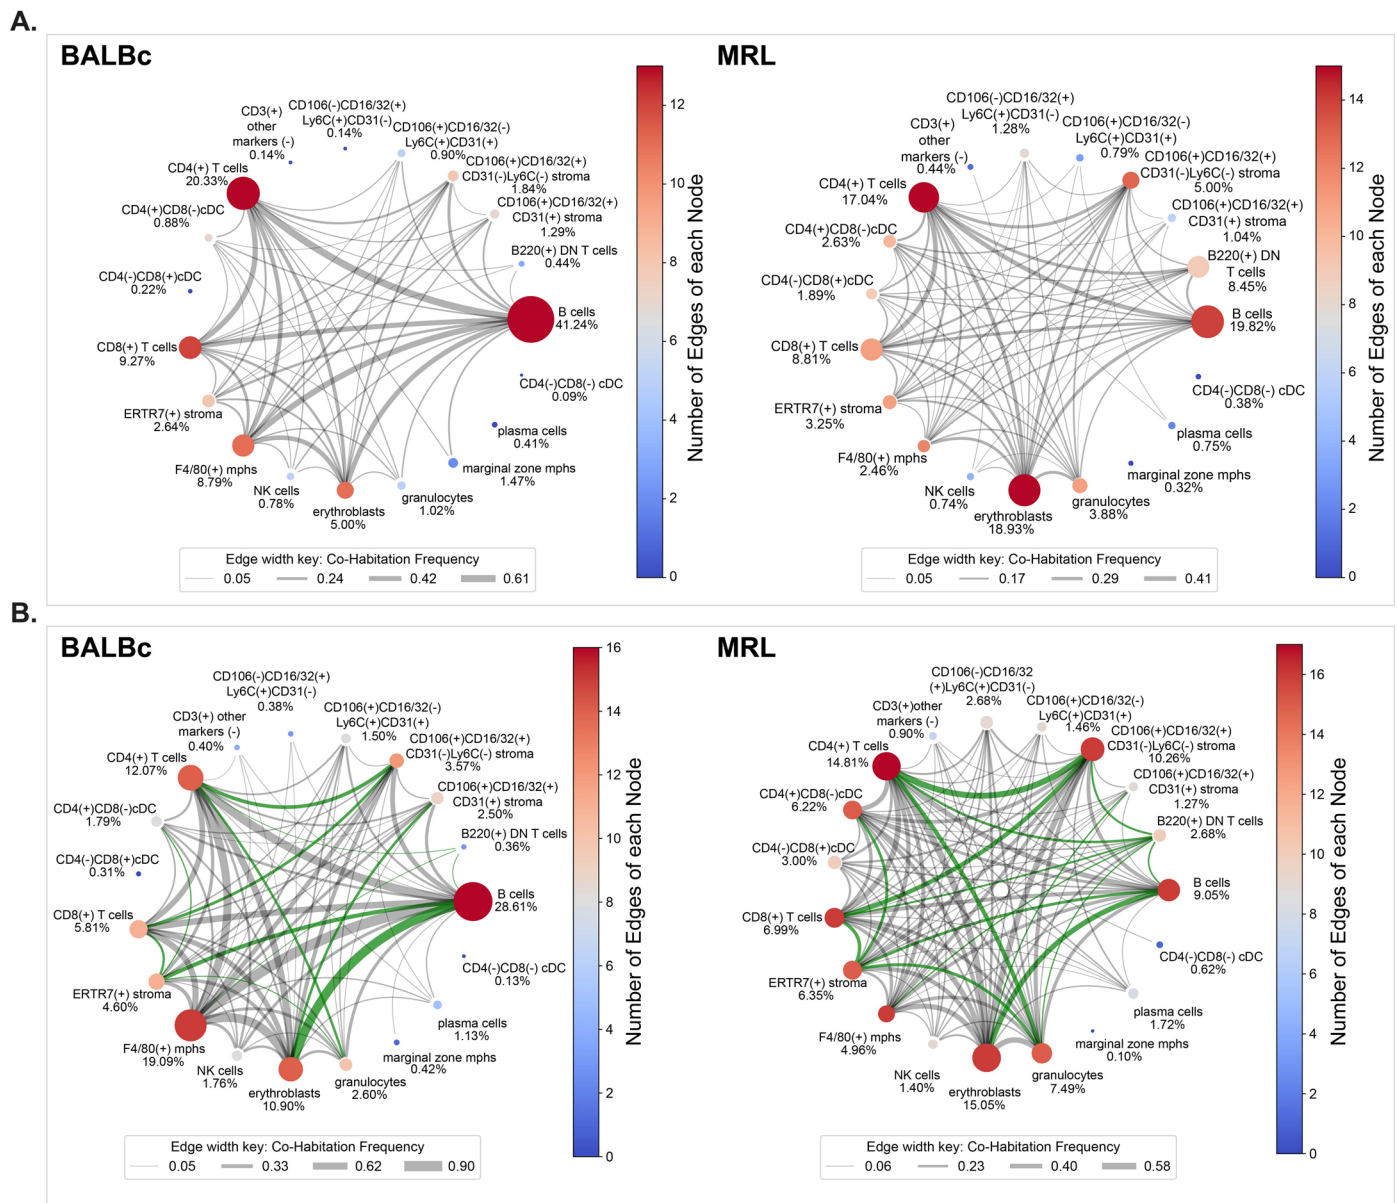 A.
BALBc
CD106(-)CD16/32(+)
Ly6C(+)CD31(-)
0.14%
CD3(+)
other
markers (-)
0.14%
CD106(+)CD16/32(-)
Ly6C(+)CD31(+)
0.90%
CD106(+)CD16/32(+)
CD31(-)Ly6C(-) stroma
1.84%
CD106(+)CD16/32(+)
CD31(+) stroma
1.29%
B220(+) DN T cells
0.44%
B cells
41.24%
CD4(-)CD8(-) cDC
0.09%
plasma cells
0.41%
marginal zone mphs
1.47%
granulocytes
1.02%
erythroblasts
5.00%
NK cells
0.78%
F4/80(+) mphs
8.79%
ERTR7(+) stroma
2.64%
CD8(+) T cells
9.27%
CD4(-)CD8(+)cDC
0.22%
CD4(+)CD8(-)cDC
0.88%
CD4(+) T cells
20.33%
12
10
8
6
4
2
0
Number of Edges of each Node
Edge width key: Co-Habitation Frequency
0.05 0.24 0.42 0.61
MRL
CD106(-)CD16/32(+)
Ly6C(+)CD31(-)
1.28%
CD3(+)
other
markers (-)
0.44%
CD106(+)CD16/32(-)
Ly6C(+)CD31(+)
0.79%
CD106(+)CD16/32(+)
CD31(-)Ly6C(-) stroma
5.00%
CD106(+)CD16/32(+)
CD31(+) stroma
1.04%
B220(+) DN
T cells
8.45%
B cells
19.82%
CD4(-)CD8(-) cDC
0.38%
plasma cells
0.75%
marginal zone mphs
0.32%
granulocytes
3.88%
erythroblasts
18.93%
NK cells
0.74%
F4/80(+) mphs
2.46%
ERTR7(+) stroma
3.25%
CD8(+) T cells
8.81%
CD4(-)CD8(+)cDC
1.89%
CD4(+)CD8(-)cDC
2.63%
CD4(+) T cells
17.04%
14
12
10
8
6
4
2
0
Number of Edges of each Node
Edge width key: Co-Habitation Frequency
0.05 0.17 0.29 0.41
B.
BALBc
CD106(-)CD16/32(+)
Ly6C(+)CD31(-)
0.38%
CD3(+) other
markers (-)
0.40%
CD106(+)CD16/32(-)
Ly6C(+)CD31(+)
1.50%
CD106(+)CD16/32(+)
CD31(-)Ly6C(-) stroma
3.57%
CD106(+)CD16/32(+)
CD31(+) stroma
2.50%
B220(+) DN T cells
0.36%
B cells
28.61%
CD4(-)CD8(-) cDC
0.13%
plasma cells
1.13%
marginal zone mphs
0.42%
granulocytes
2.60%
erythroblasts
10.90%
NK cells
1.76%
F4/80(+) mphs
19.09%
ERTR7(+) stroma
4.60%
CD8(+) T cells
5.81%
CD4(-)CD8(+)cDC
0.31%
CD4(+)CD8(-)cDC
1.79%
CD4(+) T cells
12.07%
16
14
12
10
8
6
4
2
0
Number of Edges of each Node
Edge width key: Co-Habitation Frequency
0.05 0.33 0.62 0.90
MRL
CD106(-)CD16/32
(+)Ly6C(+)CD31(-)
2.68%
CD3(+)other
markers (-)
0.90%
CD106(+)CD16/32(-)
Ly6C(+)CD31(+)
1.46%
CD106(+)CD16/32(+)
CD31(-)Ly6C(-) stroma
10.26%
CD106(+)CD16/32(+)
CD31(+) stroma
1.27%
B220(+) DN T cells
2.68%
B cells
9.05%
CD4(-)CD8(-) cDC
0.62%
plasma cells
1.72%
marginal zone mphs
0.10%
granulocytes
7.49%
erythroblasts
15.05%
NK cells
1.40%
F4/80(+) mphs
4.96%
ERTR7(+) stroma
6.35%
CD8(+) T cells
6.99%
CD4(-)CD8(+)cDC
3.00%
CD4(+)CD8(-)cDC
6.22%
CD4(+) T cells
14.81%
16
14
12
10
8
6
4
2
0
Number of Edges of each Node
Edge width key: Co-Habitation Frequency
0.06 0.23 0.40 0.58